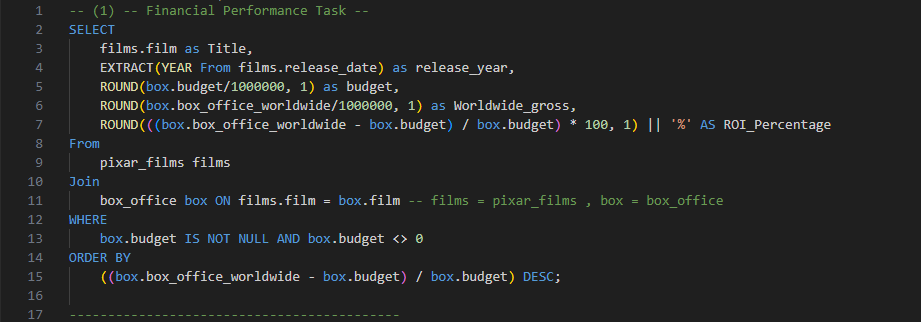 1 -- (1) -- Financial Performance Task --
2 SELECT
3 films.film as Title,
4 EXTRACT(YEAR From films.release_date) as release_year,
5 ROUND(box.budget/1000000, 1) as budget,
6 ROUND(box.box_office_worldwide/1000000, 1) as Worldwide_gross,
7 ROUND(((box.box_office_worldwide - box.budget) / box.budget) * 100, 1) || '%' AS ROI_Percentage
8 From
9 pixar_films films
10 Join
11 box_office box ON films.film = box.film -- films = pixar_films , box = box_office
12 WHERE
13 box.budget IS NOT NULL AND box.budget <> 0
14 ORDER BY
15 ((box.box_office_worldwide - box.budget) / box.budget) DESC;
16
17 -------------------------------------------